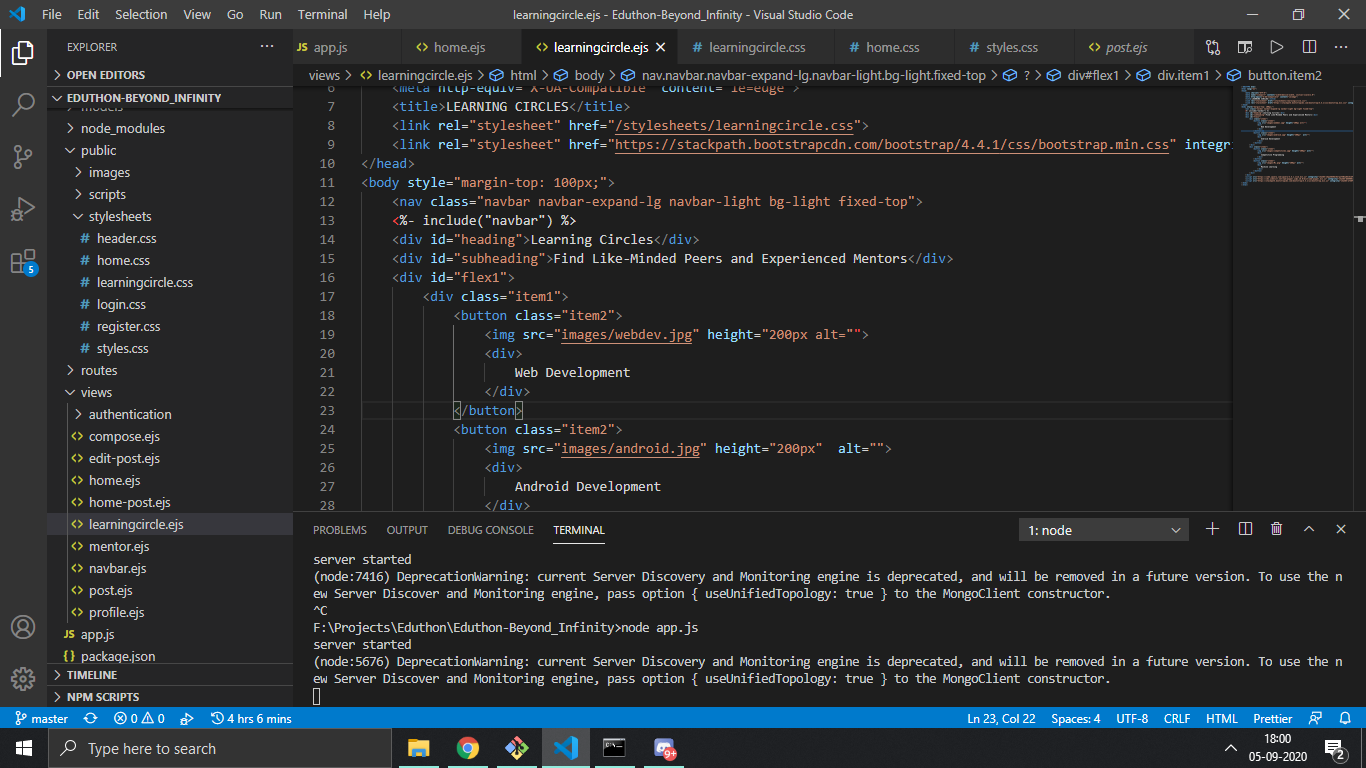 File Edit Selection View Go Run Terminal Help
learningcircle.ejs - Eduthon-Beyond_Infinity - Visual Studio Code
EXPLORER ···
OPEN EDITORS
EDUTHON-BEYOND_INFINITY
models
node_modules
public
images
scripts
stylesheets
# header.css
# home.css
# learningcircle.css
# login.css
# register.css
# styles.css
routes
views
authentication
<> compose.ejs
<> edit-post.ejs
<> home.ejs
<> home-post.ejs
<> learningcircle.ejs
<> mentor.ejs
<> navbar.ejs
<> post.ejs
<> profile.ejs
JS app.js
{} package.json
TIMELINE
NPM SCRIPTS
5
JS app.js <> home.ejs <> learningcircle.ejs # learningcircle.css # home.css # styles.css <> post.ejs
views > <> learningcircle.ejs > html > body > nav.navbar.navbar-expand-lg.navbar-light.bg-light.fixed-top > ? > div#flex1 > div.item1 > button.item2
6 <meta http-equiv="X-UA-Compatible" content="ie=edge">
7 <title>LEARNING CIRCLES</title>
8 <link rel="stylesheet" href="/stylesheets/learningcircle.css">
9 <link rel="stylesheet" href="https://stackpath.bootstrapcdn.com/bootstrap/4.4.1/css/bootstrap.min.css" integri
10 </head>
11 <body style="margin-top: 100px;">
12 <nav class="navbar navbar-expand-lg navbar-light bg-light fixed-top">
13 <%- include("navbar") %>
14 <div id="heading">Learning Circles</div>
15 <div id="subheading">Find Like-Minded Peers and Experienced Mentors</div>
16 <div id="flex1">
17 <div class="item1">
18 <button class="item2">
19 <img src="images/webdev.jpg" height="200px alt="">
20 <div>
21 Web Development
22 </div>
23 </button>
24 <button class="item2">
25 <img src="images/android.jpg" height="200px"  alt="">
26 <div>
27 Android Development
28 </div>
PROBLEMS OUTPUT DEBUG CONSOLE TERMINAL 1: node
server started
(node:7416) DeprecationWarning: current Server Discovery and Monitoring engine is deprecated, and will be removed in a future version. To use the n
ew Server Discover and Monitoring engine, pass option { useUnifiedTopology: true } to the MongoClient constructor.
^C
F:\Projects\Eduthon\Eduthon-Beyond_Infinity>node app.js
server started
(node:5676) DeprecationWarning: current Server Discovery and Monitoring engine is deprecated, and will be removed in a future version. To use the n
ew Server Discover and Monitoring engine, pass option { useUnifiedTopology: true } to the MongoClient constructor.
master 0 0 4 hrs 6 mins Ln 23, Col 22 Spaces: 4 UTF-8 CRLF HTML Prettier
Type here to search
9+
18:00
05-09-2020
2